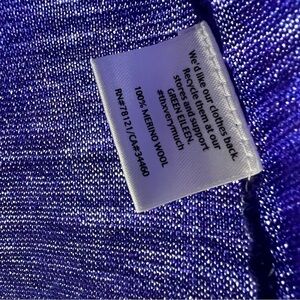 We'd like our clothes back.
Recycle them at our
stores and support
GREEN EILEEN.
#thxverymuch
100% MERINO WOOL
RN#78121/CA#34460